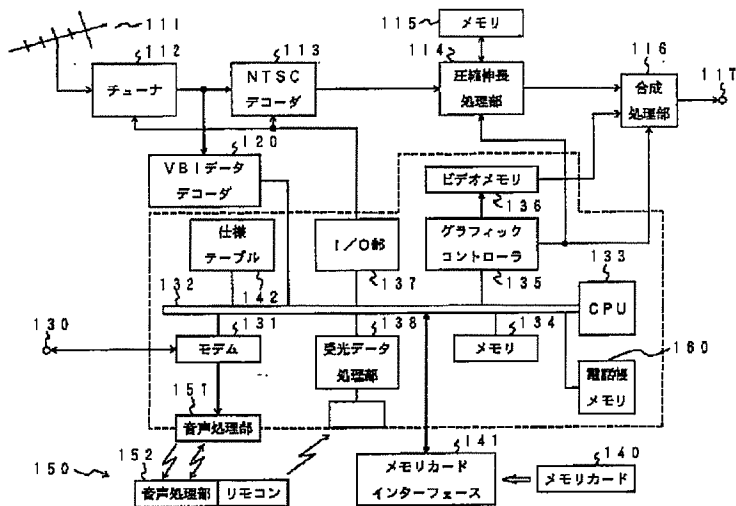 111
112
チューナ
113
NTSC
デコーダ
115
メモリ
114
圧縮伸長
処理部
116
合成
処理部
117
120
VBIデータ
デコーダ
ビデオメモリ
136
仕様
テーブル
142
I/O部
137
グラフィック
コントローラ
135
133
CPU
132
130
131
モデム
138
受光データ
処理部
134
メモリ
160
電話帳
メモリ
151
音声処理部
150
152
音声処理部
リモコン
141
メモリカード
インターフェース
140
メモリカード